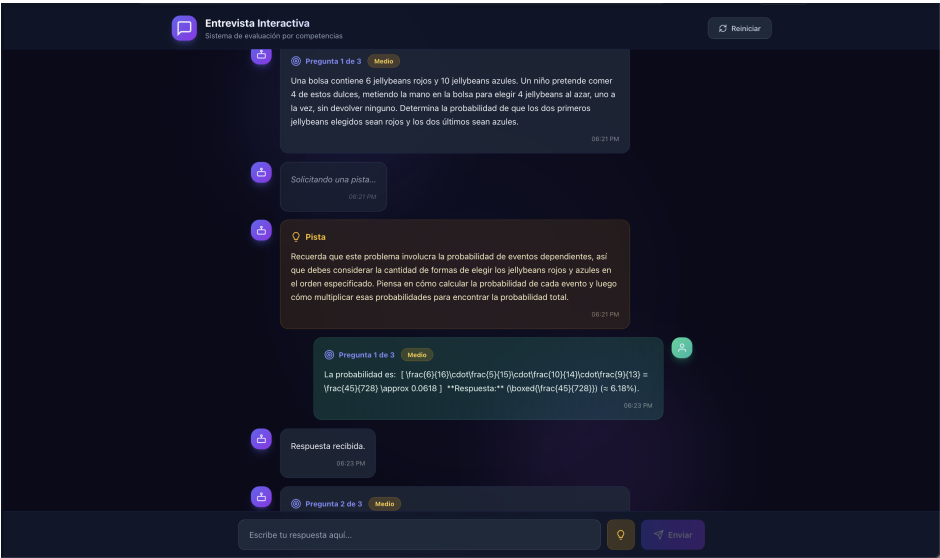 Entrevista Interactiva
Sistema de evaluación por competencias
Reiniciar
Pregunta 1 de 3 Medio
Una bolsa contiene 6 jellybeans rojos y 10 jellybeans azules. Un niño pretende comer
4 de estos dulces, metiendo la mano en la bolsa para elegir 4 jellybeans al azar, uno a
la vez, sin devolver ninguno. Determina la probabilidad de que los dos primeros
jellybeans elegidos sean rojos y los dos últimos sean azules.
06:21 PM
Solicitando una pista...
06:21 PM
Pista
Recuerda que este problema involucra la probabilidad de eventos dependientes, así
que debes considerar la cantidad de formas de elegir los jellybeans rojos y azules en
el orden especificado. Piensa en cómo calcular la probabilidad de cada evento y luego
cómo multiplicar esas probabilidades para encontrar la probabilidad total.
06:21 PM
Pregunta 1 de 3 Medio
La probabilidad es: [ \frac{6}{16}\cdot\frac{5}{15}\cdot\frac{10}{14}\cdot\frac{9}{13} =
\frac{45}{728} \approx 0.0618 ] **Respuesta:** (\boxed{\frac{45}{728}}) (≈ 6.18%).
06:23 PM
Respuesta recibida.
06:23 PM
Pregunta 2 de 3 Medio
Escribe tu respuesta aquí...
Enviar